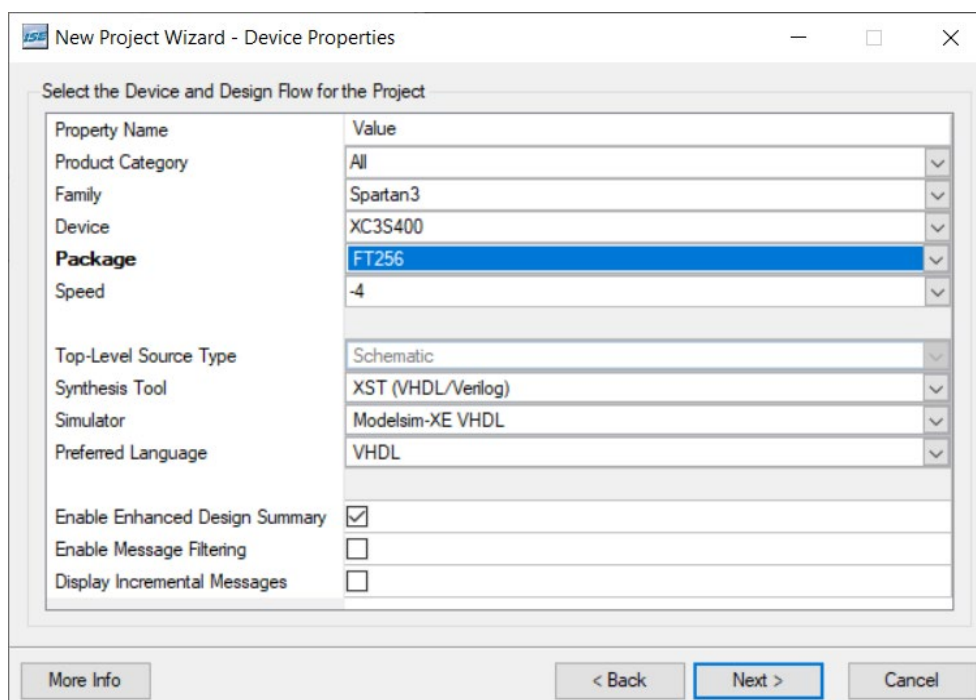 ISE New Project Wizard - Device Properties
Select the Device and Design Flow for the Project
Property Name Value
Product Category All
Family Spartan3
Device XC3S400
Package FT256
Speed -4
Top-Level Source Type Schematic
Synthesis Tool XST (VHDL/Verilog)
Simulator Modelsim-XE VHDL
Preferred Language VHDL
Enable Enhanced Design Summary
Enable Message Filtering
Display Incremental Messages
More Info < Back Next > Cancel